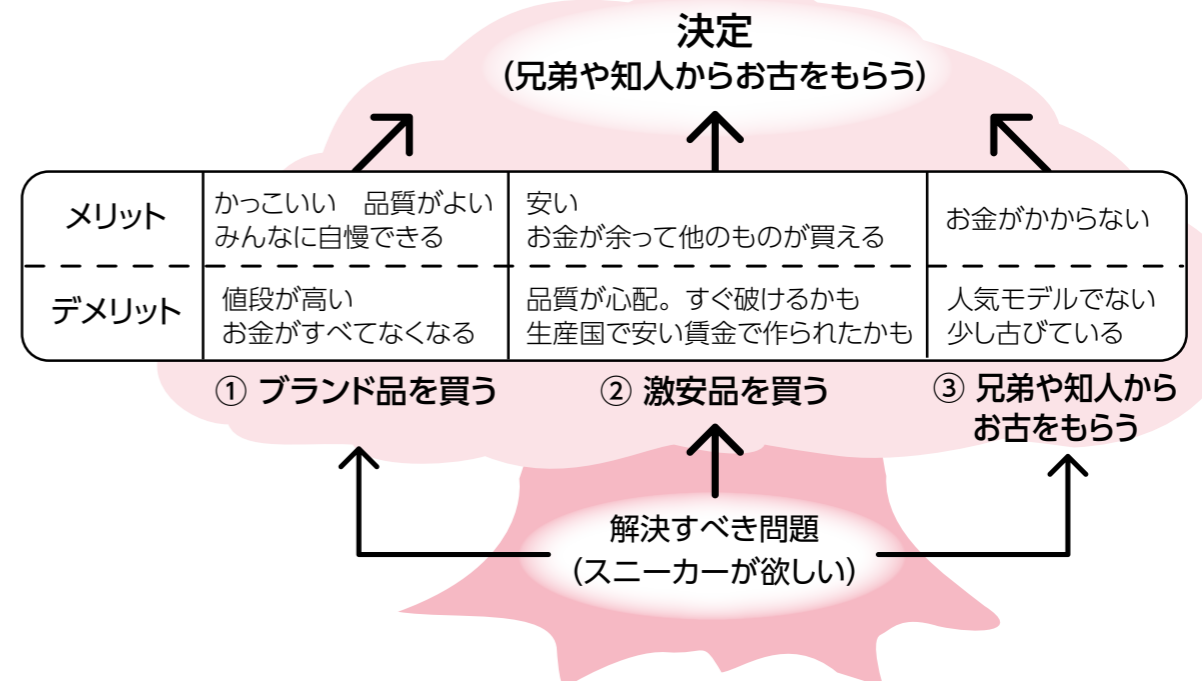 決定
(兄弟や知人からお古をもらう)
メリット
かっこいい　品質がよい
みんなに自慢できる
安い
お金が余って他のものが買える
お金がかからない
デメリット
値段が高い
お金がすべてなくなる
品質が心配。すぐ破けるかも
生産国で安い賃金で作られたかも
人気モデルでない
少し古びている
① ブランド品を買う
② 激安品を買う
③ 兄弟や知人から
お古をもらう
解決すべき問題
(スニーカーが欲しい)